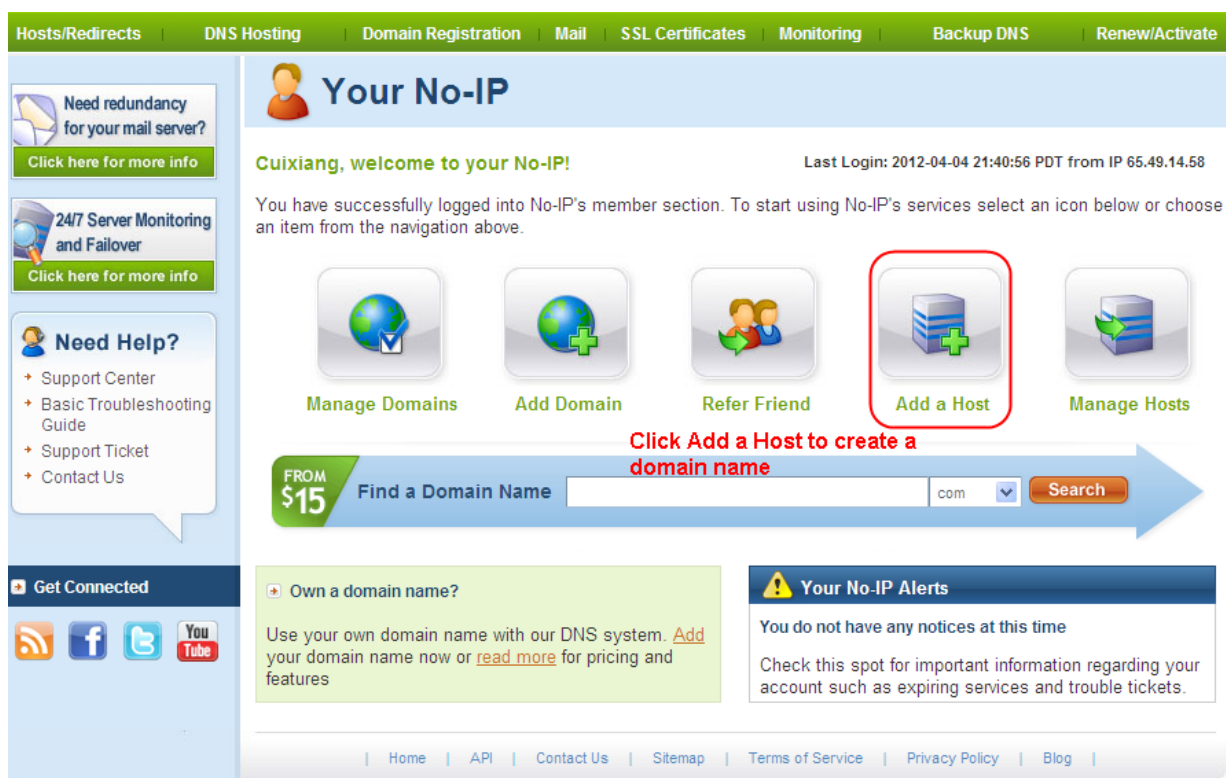 Hosts/Redirects | DNS Hosting | Domain Registration | Mail | SSL Certificates | Monitoring | Backup DNS | Renew/Activate
Need redundancy
for your mail server?
Click here for more info
24/7 Server Monitoring
and Failover
Click here for more info
Need Help?
Support Center
Basic Troubleshooting
Guide
Support Ticket
Contact Us
Get Connected
You
Tube
Your No-IP
Cuixiang, welcome to your No-IP!
Last Login: 2012-04-04 21:40:56 PDT from IP 65.49.14.58
You have successfully logged into No-IP's member section. To start using No-IP's services select an icon below or choose
an item from the navigation above.
Manage Domains
Add Domain
Refer Friend
Add a Host
Manage Hosts
Click Add a Host to create a
domain name
FROM
$15
Find a Domain Name
com
Search
Own a domain name?
Use your own domain name with our DNS system. Add
your domain name now or read more for pricing and
features
Your No-IP Alerts
You do not have any notices at this time
Check this spot for important information regarding your
account such as expiring services and trouble tickets.
| Home | API | Contact Us | Sitemap | Terms of Service | Privacy Policy | Blog |